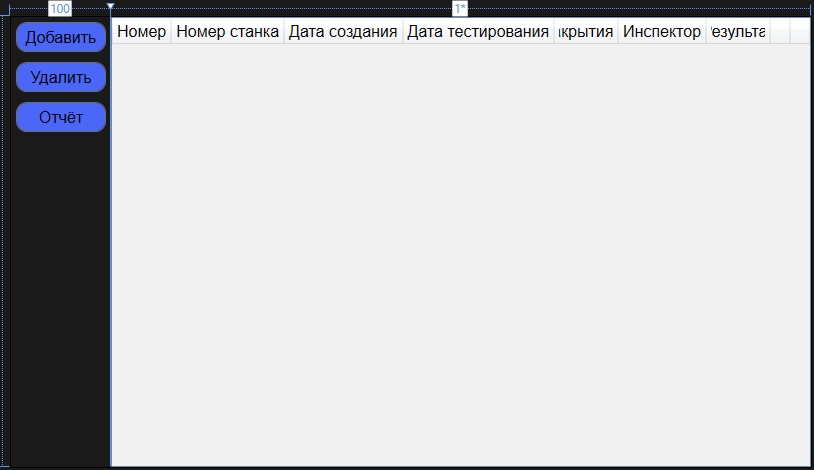 100 1*
Добавить
Удалить
Отчёт
Номер Номер станка Дата создания Дата тестирования Инспектор